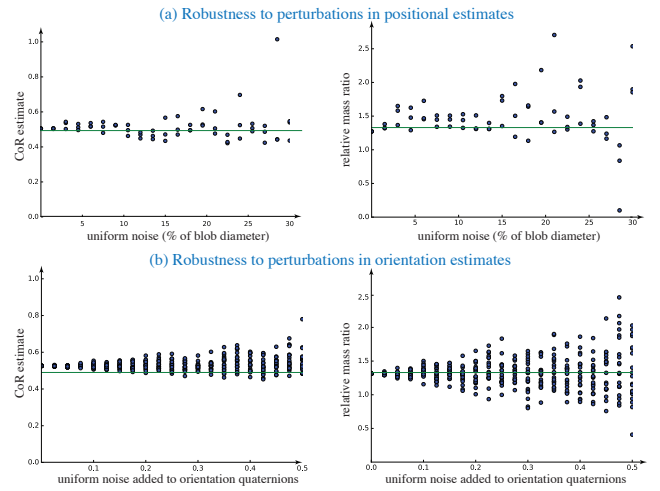 (a) Robustness to perturbations in positional estimates
CoR estimate
1.0
0.8
0.6
0.4
0.2
0.0
5 10 15 20 25 30
uniform noise (% of blob diameter)
relative mass ratio
2.5
2.0
1.5
1.0
0.5
0.0
5 10 15 20 25 30
uniform noise (% of blob diameter)
(b) Robustness to perturbations in orientation estimates
CoR estimate
1.0
0.8
0.6
0.4
0.2
0.0
0.1 0.2 0.3 0.4 0.5
uniform noise added to orientation quaternions
relative mass ratio
2.5
2.0
1.5
1.0
0.5
0.0 0.1 0.2 0.3 0.4 0.5
uniform noise added to orientation quaternions